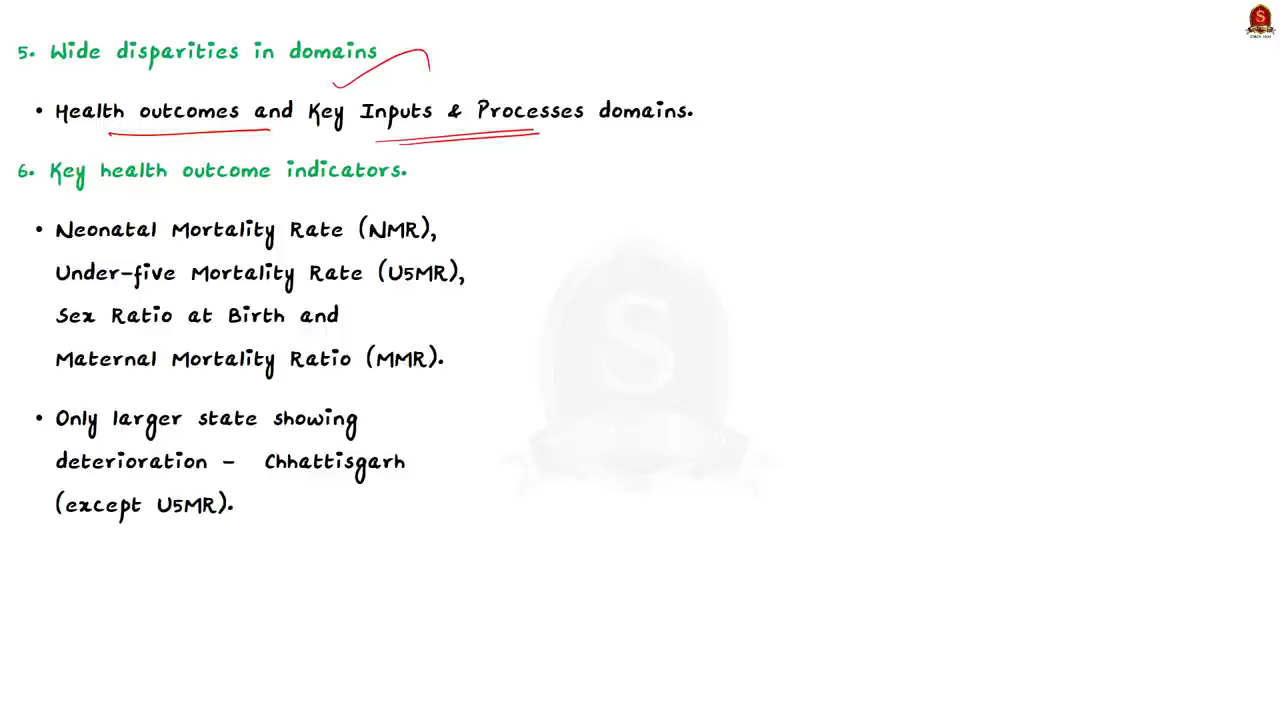 5. Wide disparities in domains
• Health outcomes and Key Inputs & Processes domains.
6. Key health outcome indicators.
• Neonatal Mortality Rate (NMR),
Under-five Mortality Rate (U5MR),
Sex Ratio at Birth and
Maternal Mortality Ratio (MMR).
• Only larger state showing
deterioration - Chhattisgarh
(except U5MR).
S
S